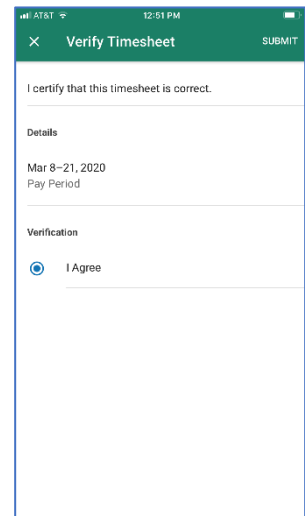 AT&T 12:51 PM
× Verify Timesheet SUBMIT
I certify that this timesheet is correct.
Details
Mar 8–21, 2020
Pay Period
Verification
I Agree